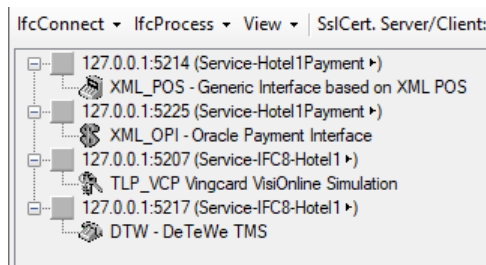 IfcConnect ▾ IfcProcess ▾ View ▾ SslCert. Server/Client:
127.0.0.1:5214 (Service-Hotel1Payment ▸)
XML_POS - Generic Interface based on XML POS
127.0.0.1:5225 (Service-Hotel1Payment ▸)
XML_OPI - Oracle Payment Interface
127.0.0.1:5207 (Service-IFC8-Hotel1 ▸)
TLP_VCP Vingcard VisiOnline Simulation
127.0.0.1:5217 (Service-IFC8-Hotel1 ▸)
DTW - DeTeWe TMS